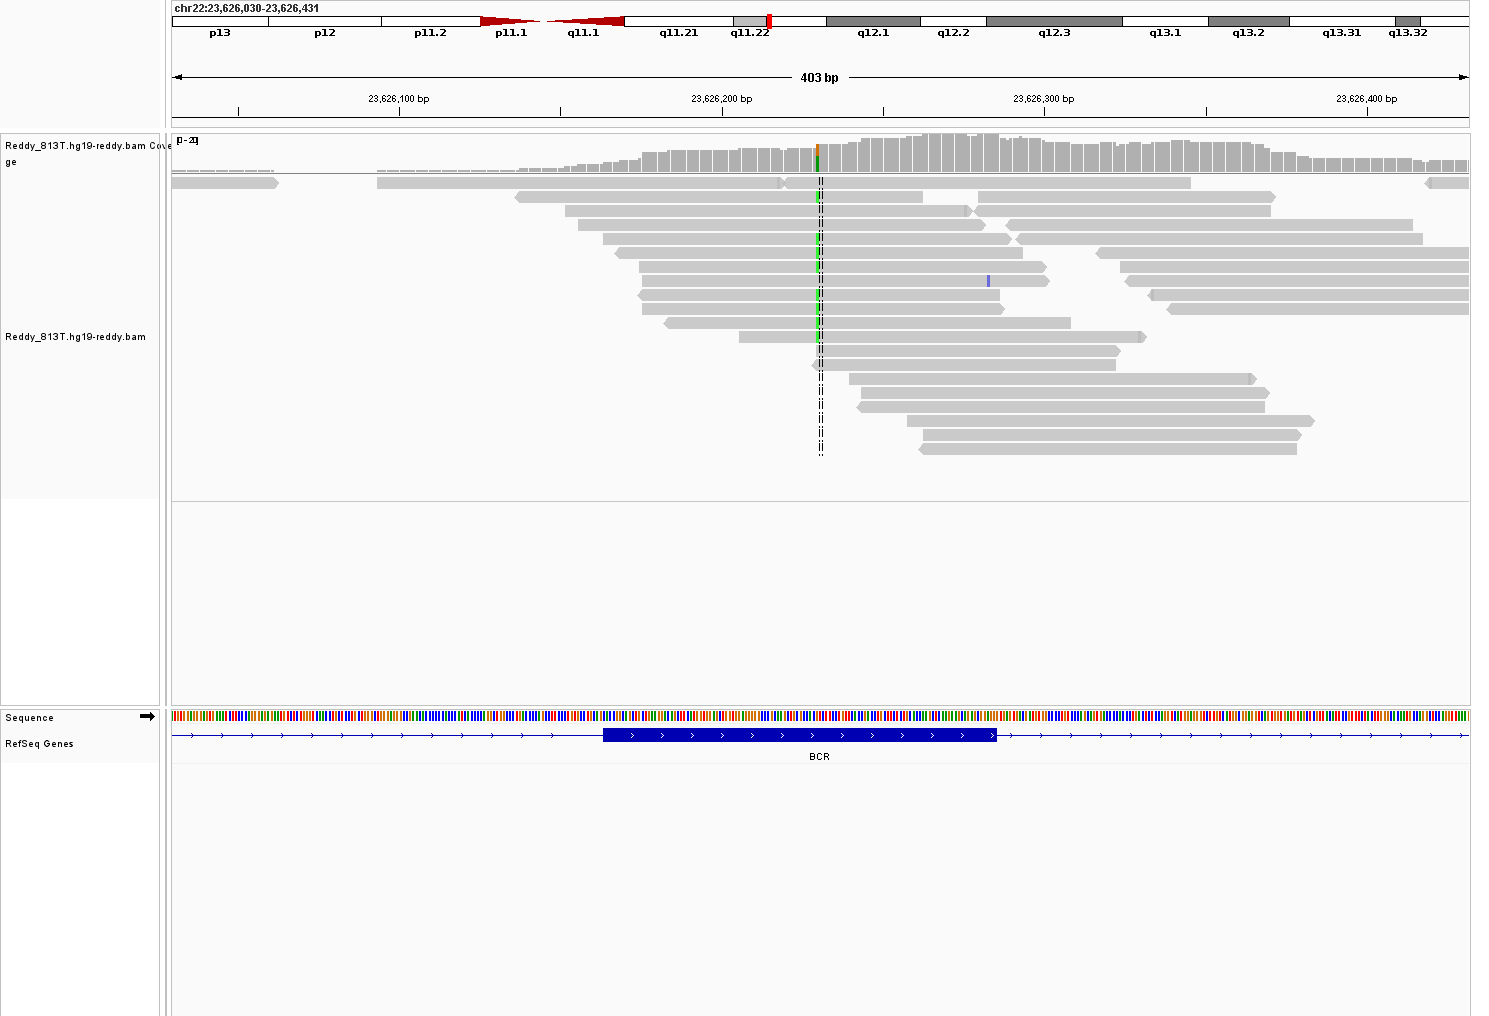 chr22:23,626,030-23,626,431
p13 p12 p11.2 p11.1 q11.1 q11.21 q11.22 q12.1 q12.2 q12.3 q13.1 q13.2 q13.31 q13.32
403 bp
23,626,100 bp 23,626,200 bp 23,626,300 bp 23,626,400 bp
Reddy_813T.hg19-reddy.bam Cove
ge
[0-20]
Reddy_813T.hg19-reddy.bam
Sequence
RefSeq Genes
BCR